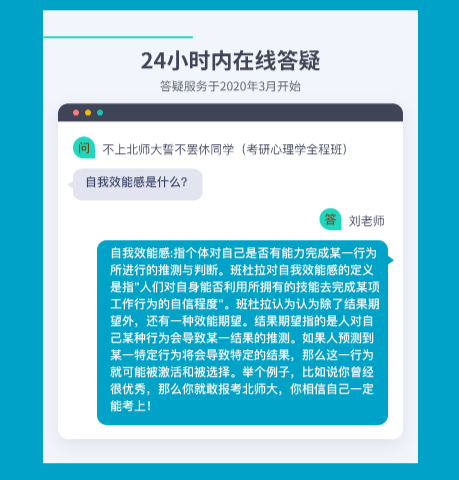 24小时内在线答疑
答疑服务于2020年3月开始
问
不上北师大誓不罢休同学（考研心理学全程班）
自我效能感是什么?
答
刘老师
自我效能感:指个体对自己是否有能力完成某一行为
所进行的推测与判断。班杜拉对自我效能感的定义
是指"人们对自身能否利用所拥有的技能去完成某项
工作行为的自信程度"。班杜拉认为认为除了结果期
望外，还有一种效能期望。结果期望指的是人对自
己某种行为会导致某一结果的推测。如果人预测到
某一特定行为将会导致特定的结果，那么这一行为
就可能被激活和被选择。举个例子，比如说你曾经
很优秀，那么你就敢报考北师大，你相信自己一定
能考上！